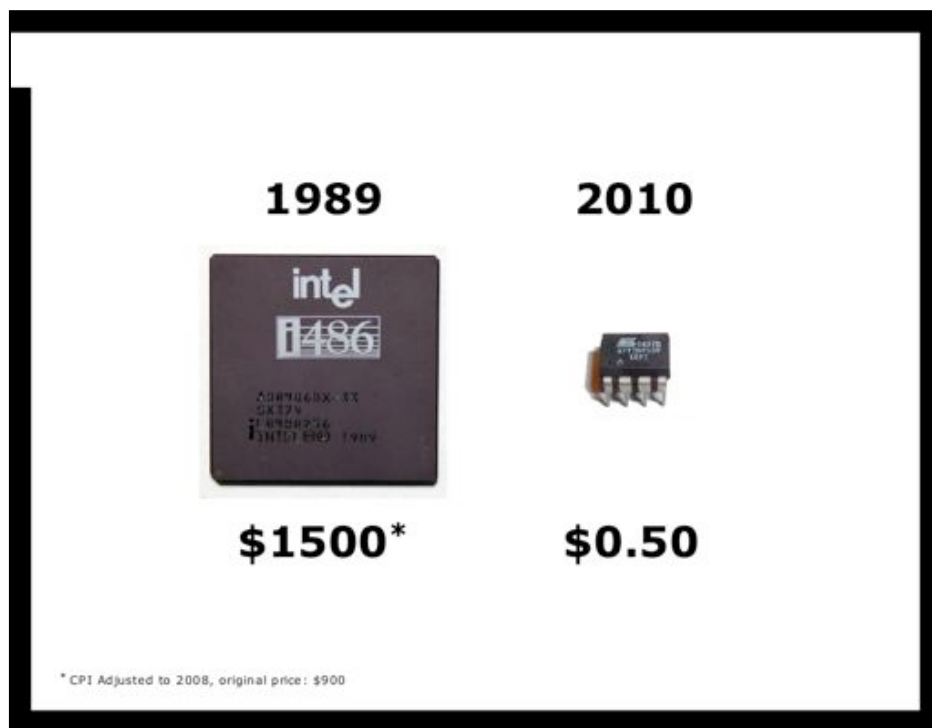 1989
2010
intel
i486
$1500*
$0.50
* CPI Adjusted to 2008, original price: $900